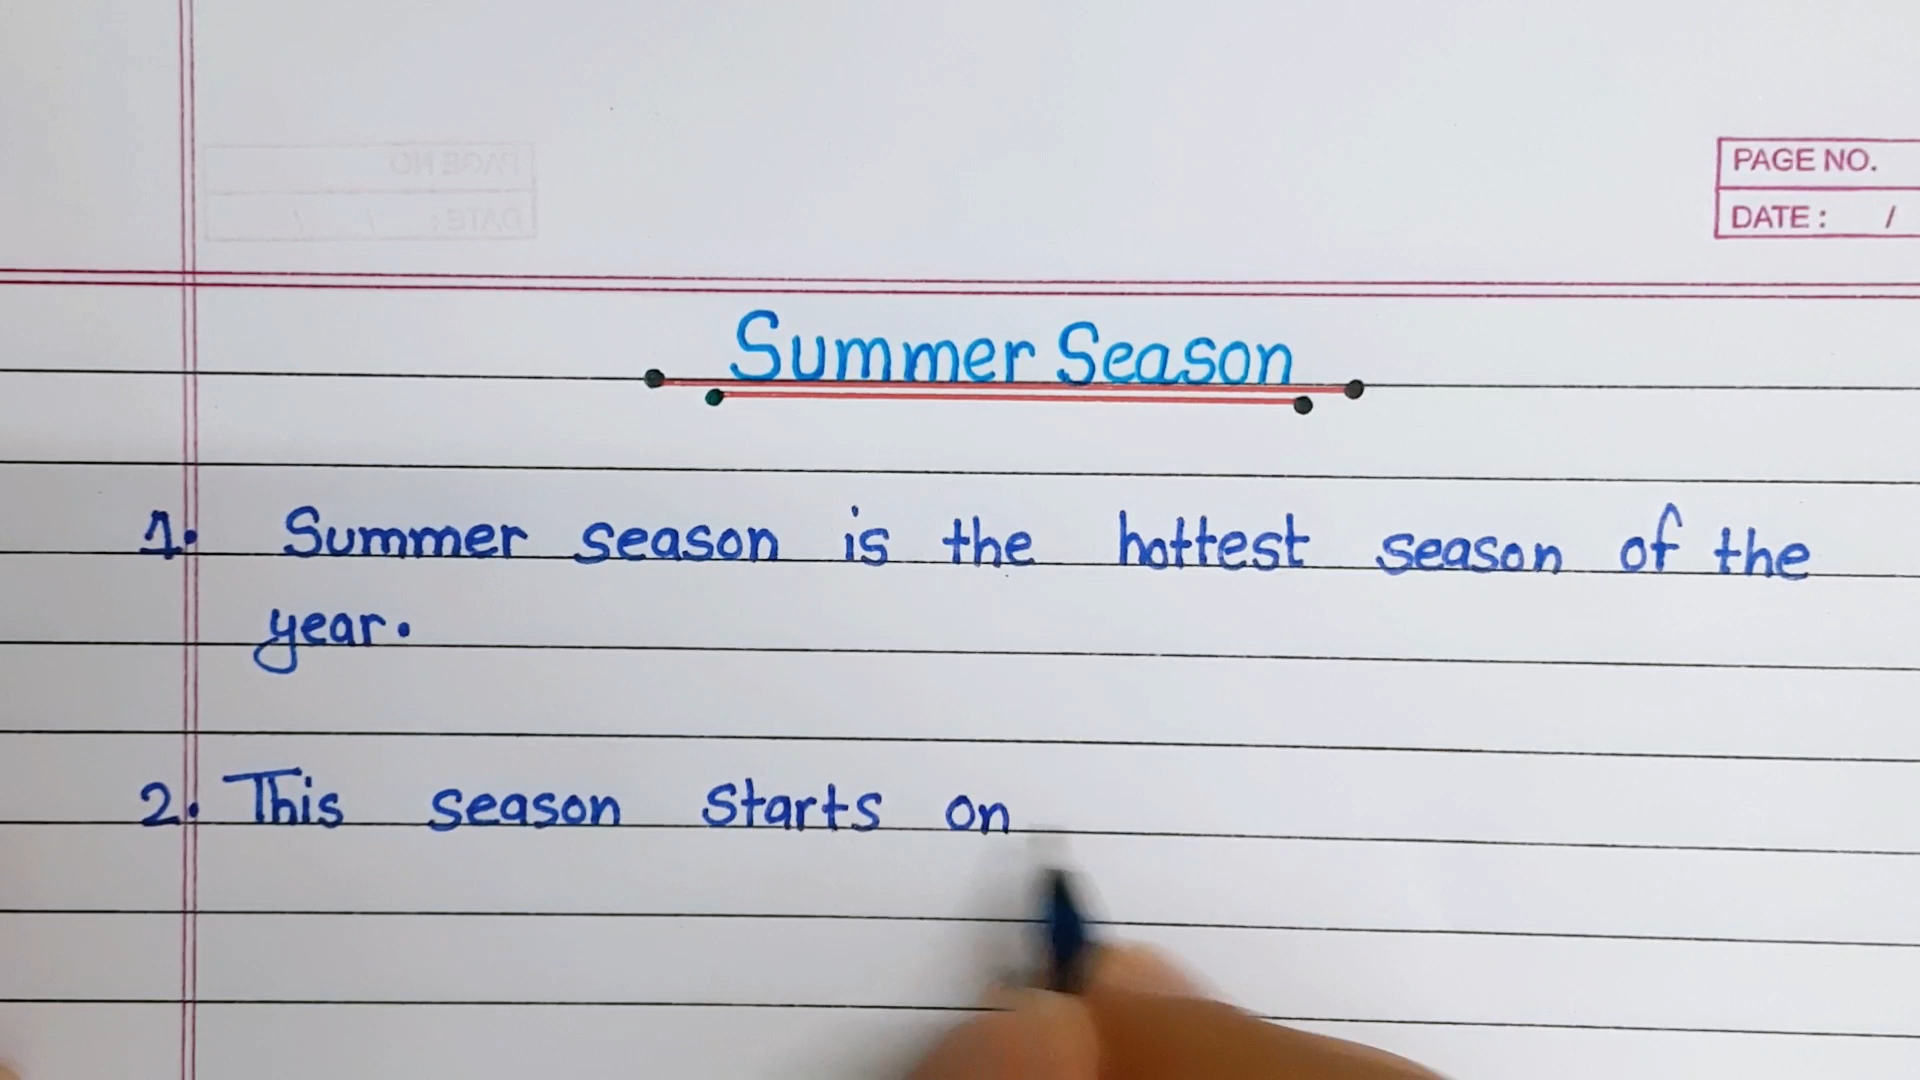 PAGE NO.
DATE : /
Summer Season
1. Summer season is the hottest season of the
year.
2. This season starts on